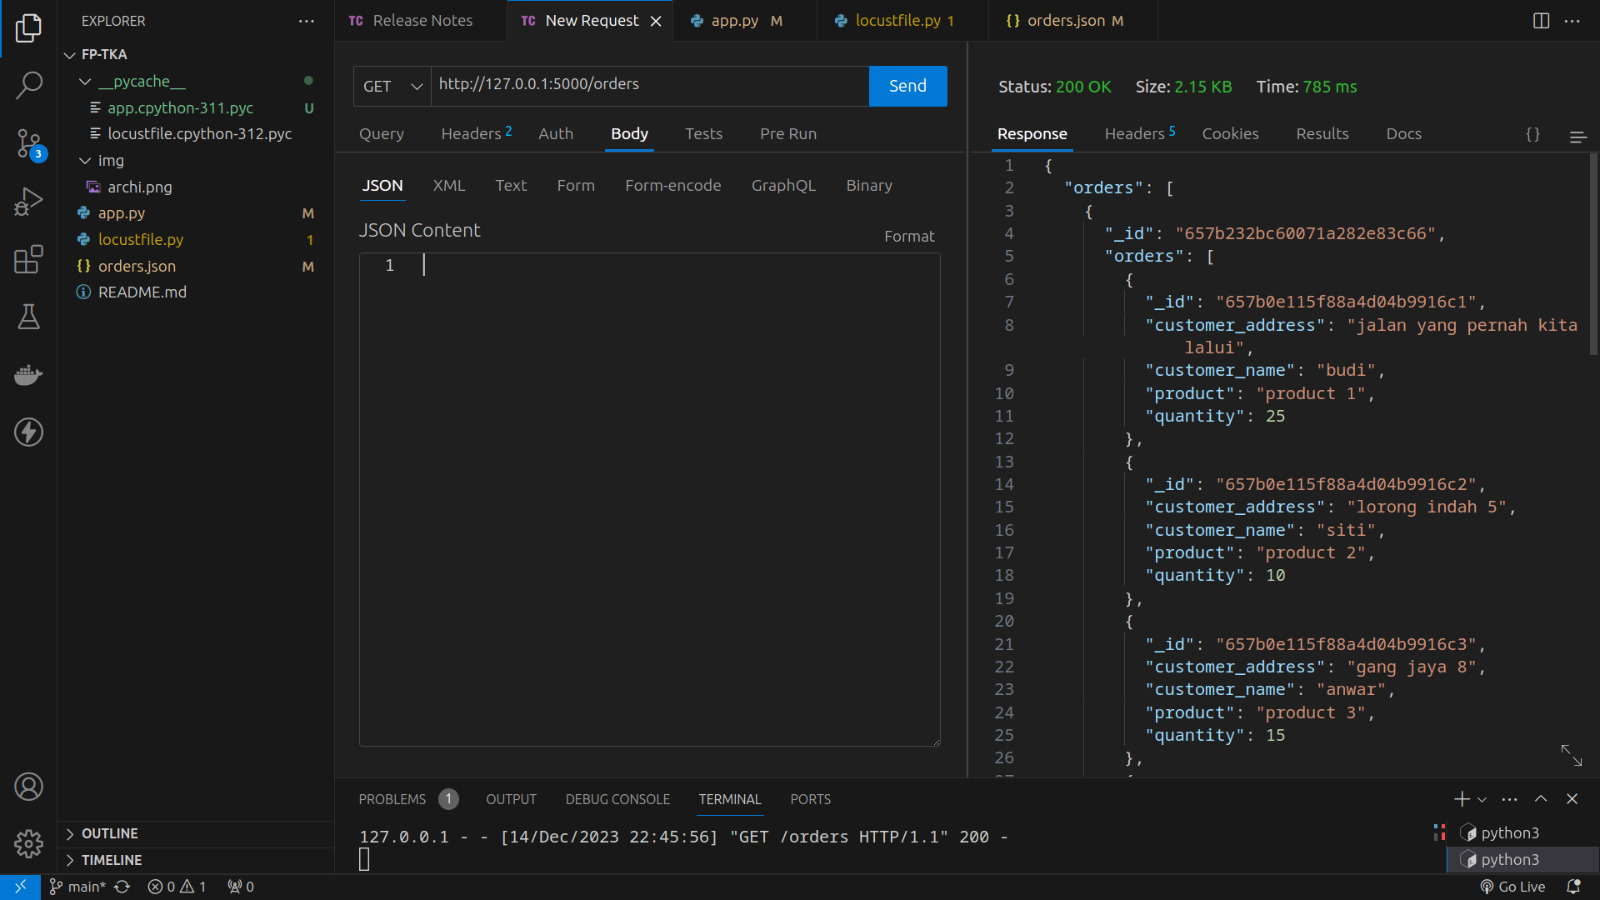 EXPLORER
FP-TKA
__pycache__
app.cpython-311.pyc U
locustfile.cpython-312.pyc
img
archi.png
app.py M
locustfile.py 1
orders.json M
README.md
OUTLINE
TIMELINE
3
TC Release Notes
TC New Request
app.py M
locustfile.py 1
{} orders.json M
GET
http://127.0.0.1:5000/orders
Send
Query
Headers 2
Auth
Body
Tests
Pre Run
JSON
XML
Text
Form
Form-encode
GraphQL
Binary
JSON Content
Format
1
Status: 200 OK Size: 2.15 KB Time: 785 ms
Response
Headers 5
Cookies
Results
Docs
{}
1 {
2 "orders": [
3 {
4 "_id": "657b232bc60071a282e83c66",
5 "orders": [
6 {
7 "_id": "657b0e115f88a4d04b9916c1",
8 "customer_address": "jalan yang pernah kita
lalui",
9 "customer_name": "budi",
10 "product": "product 1",
11 "quantity": 25
12 },
13 {
14 "_id": "657b0e115f88a4d04b9916c2",
15 "customer_address": "lorong indah 5",
16 "customer_name": "siti",
17 "product": "product 2",
18 "quantity": 10
19 },
20 {
21 "_id": "657b0e115f88a4d04b9916c3",
22 "customer_address": "gang jaya 8",
23 "customer_name": "anwar",
24 "product": "product 3",
25 "quantity": 15
26 },
PROBLEMS 1
OUTPUT
DEBUG CONSOLE
TERMINAL
PORTS
127.0.0.1 - - [14/Dec/2023 22:45:56] "GET /orders HTTP/1.1" 200 -
python3
python3
main* 0 1 0
Go Live